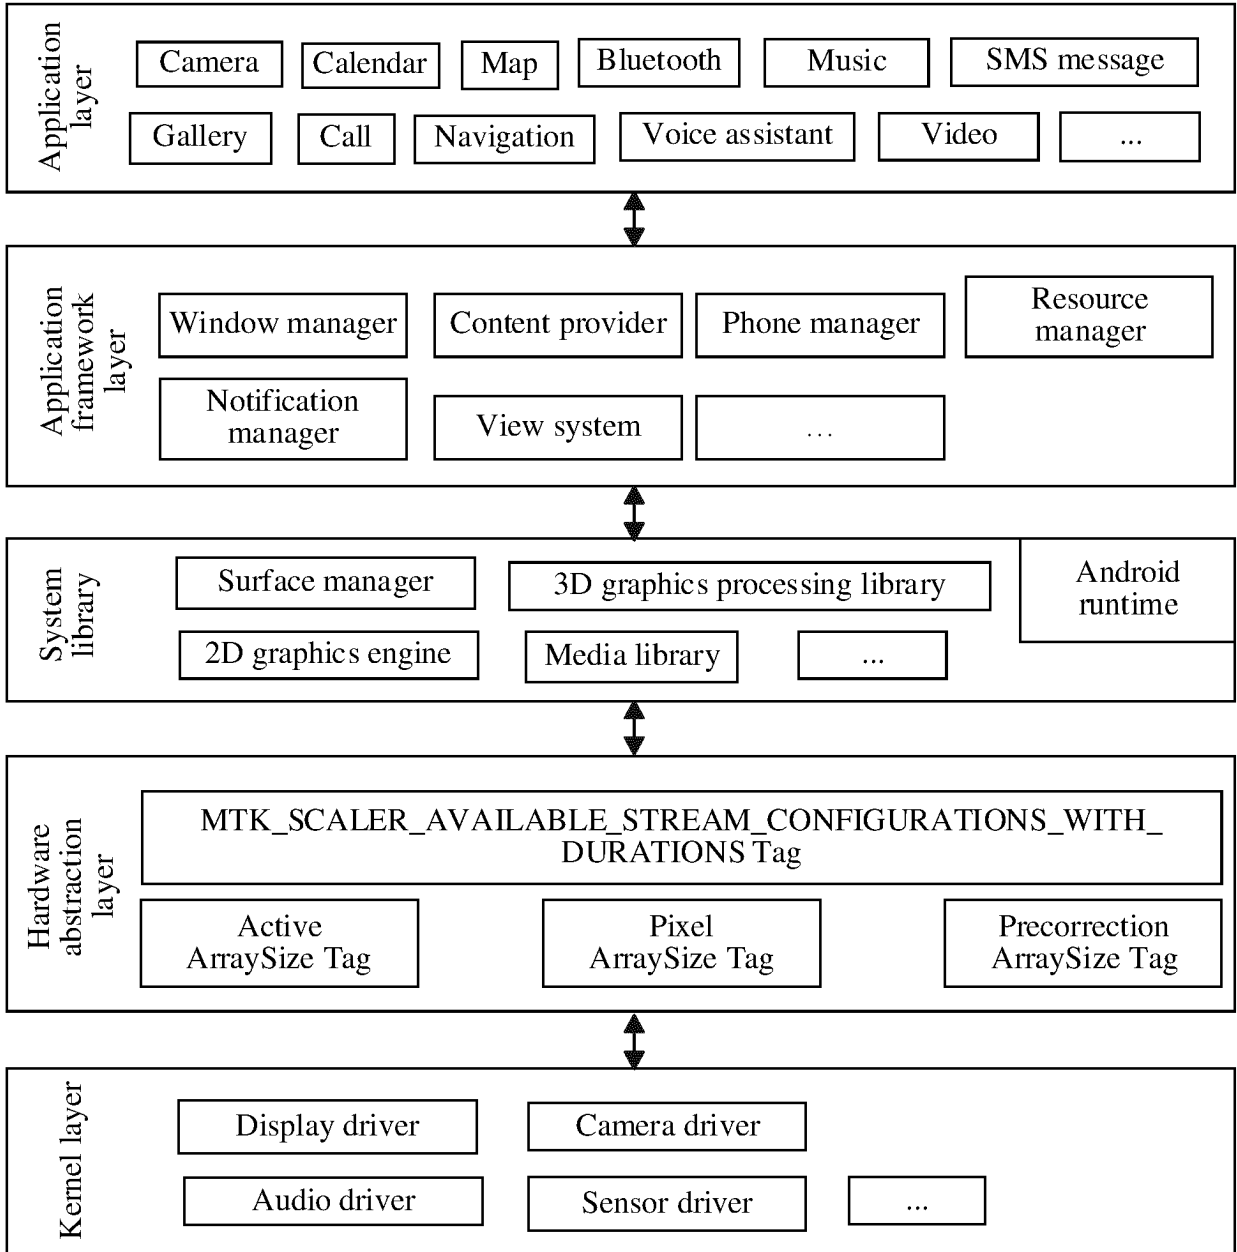 Application
layer
Camera
Calendar
Map
Bluetooth
Music
SMS message
Gallery
Call
Navigation
Voice assistant
Video
...
Application
framework
layer
Window manager
Content provider
Phone manager
Resource
manager
Notification
manager
View system
...
System
library
Surface manager
3D graphics processing library
Android
runtime
2D graphics engine
Media library
...
Hardware
abstraction
layer
MTK_SCALER_AVAILABLE_STREAM_CONFIGURATIONS_WITH_
DURATIONS Tag
Active
ArraySize Tag
Pixel
ArraySize Tag
Precorrection
ArraySize Tag
Kernel layer
Display driver
Camera driver
Audio driver
Sensor driver
...